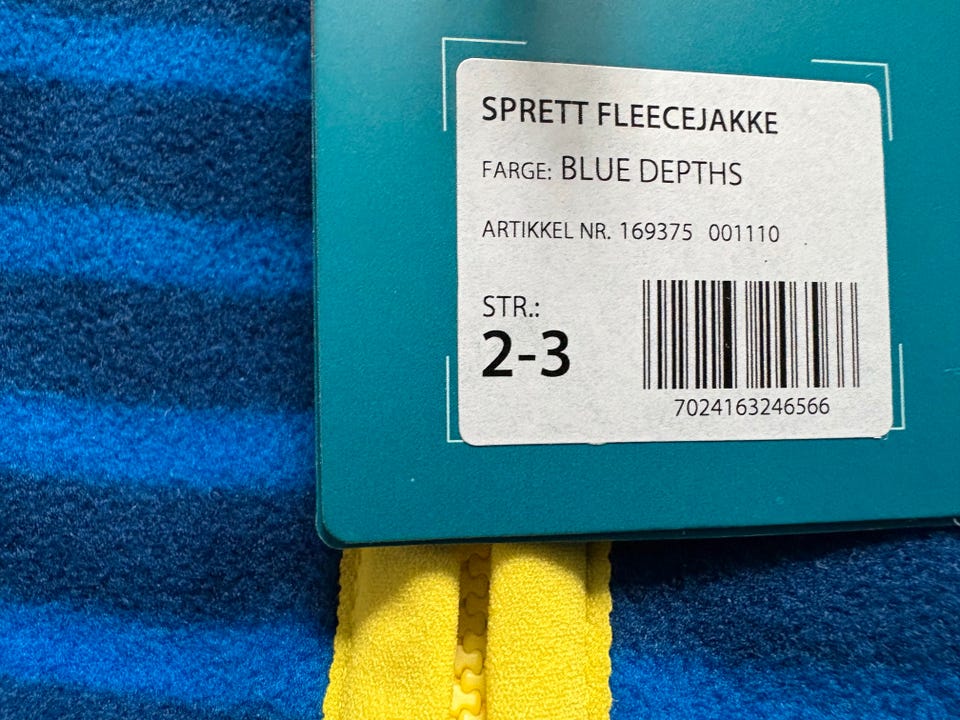 SPRETT FLEECEJAKKE
FARGE: BLUE DEPTHS
ARTIKKEL NR. 169375 001110
STR.:
2-3
7024163246566